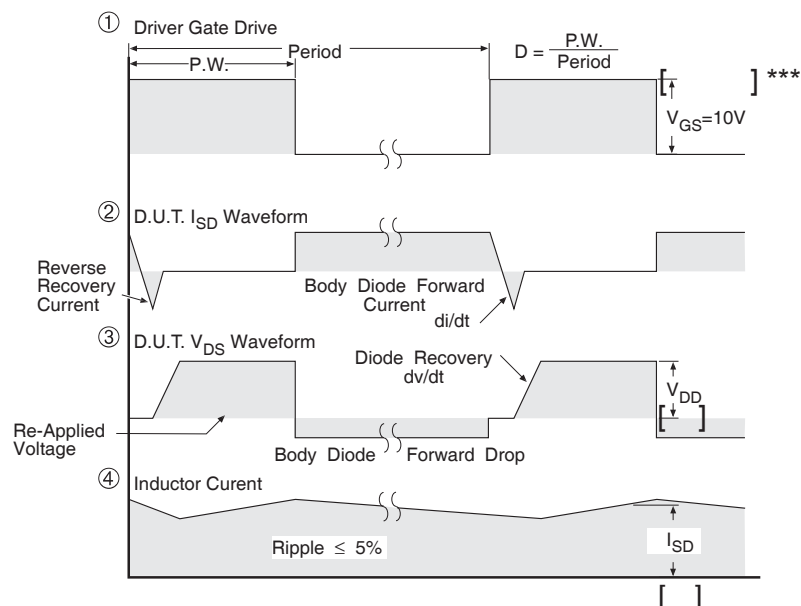 ① Driver Gate Drive
Period
P.W.
D = P.W. / Period
[ ] ***
V_GS=10V
② D.U.T. I_SD Waveform
Reverse
Recovery
Current
Body Diode Forward
Current
di/dt
③ D.U.T. V_DS Waveform
Diode Recovery
dv/dt
V_DD
[ ]
Re-Applied
Voltage
Body Diode Forward Drop
④ Inductor Curent
Ripple ≤ 5%
I_SD
[ ]